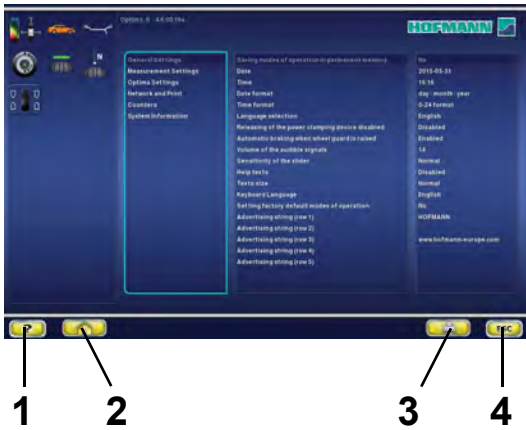 Optima II 4.6.00 lite
HOFMANN
N
General Settings
Measurement Settings
Optima Settings
Network and Print
Counters
System Information
Saving modes of operation in permanent memory No
Date 2015-03-31
Time 16:16
Date format day - month - year
Time format 0-24 format
Language selection English
Releasing of the power clamping device disabled Disabled
Automatic braking when wheel guard is raised Enabled
Volume of the audible signals 14
Sensitivity of the slider Normal
Help texts Disabled
Texts size Normal
Keyboard Language English
Setting factory default modes of operation No
Advertising string (row 1) HOFMANN
Advertising string (row 2)
Advertising string (row 3) www.hofmann-europe.com
Advertising string (row 4)
Advertising string (row 5)
? ESC
1 2 3 4